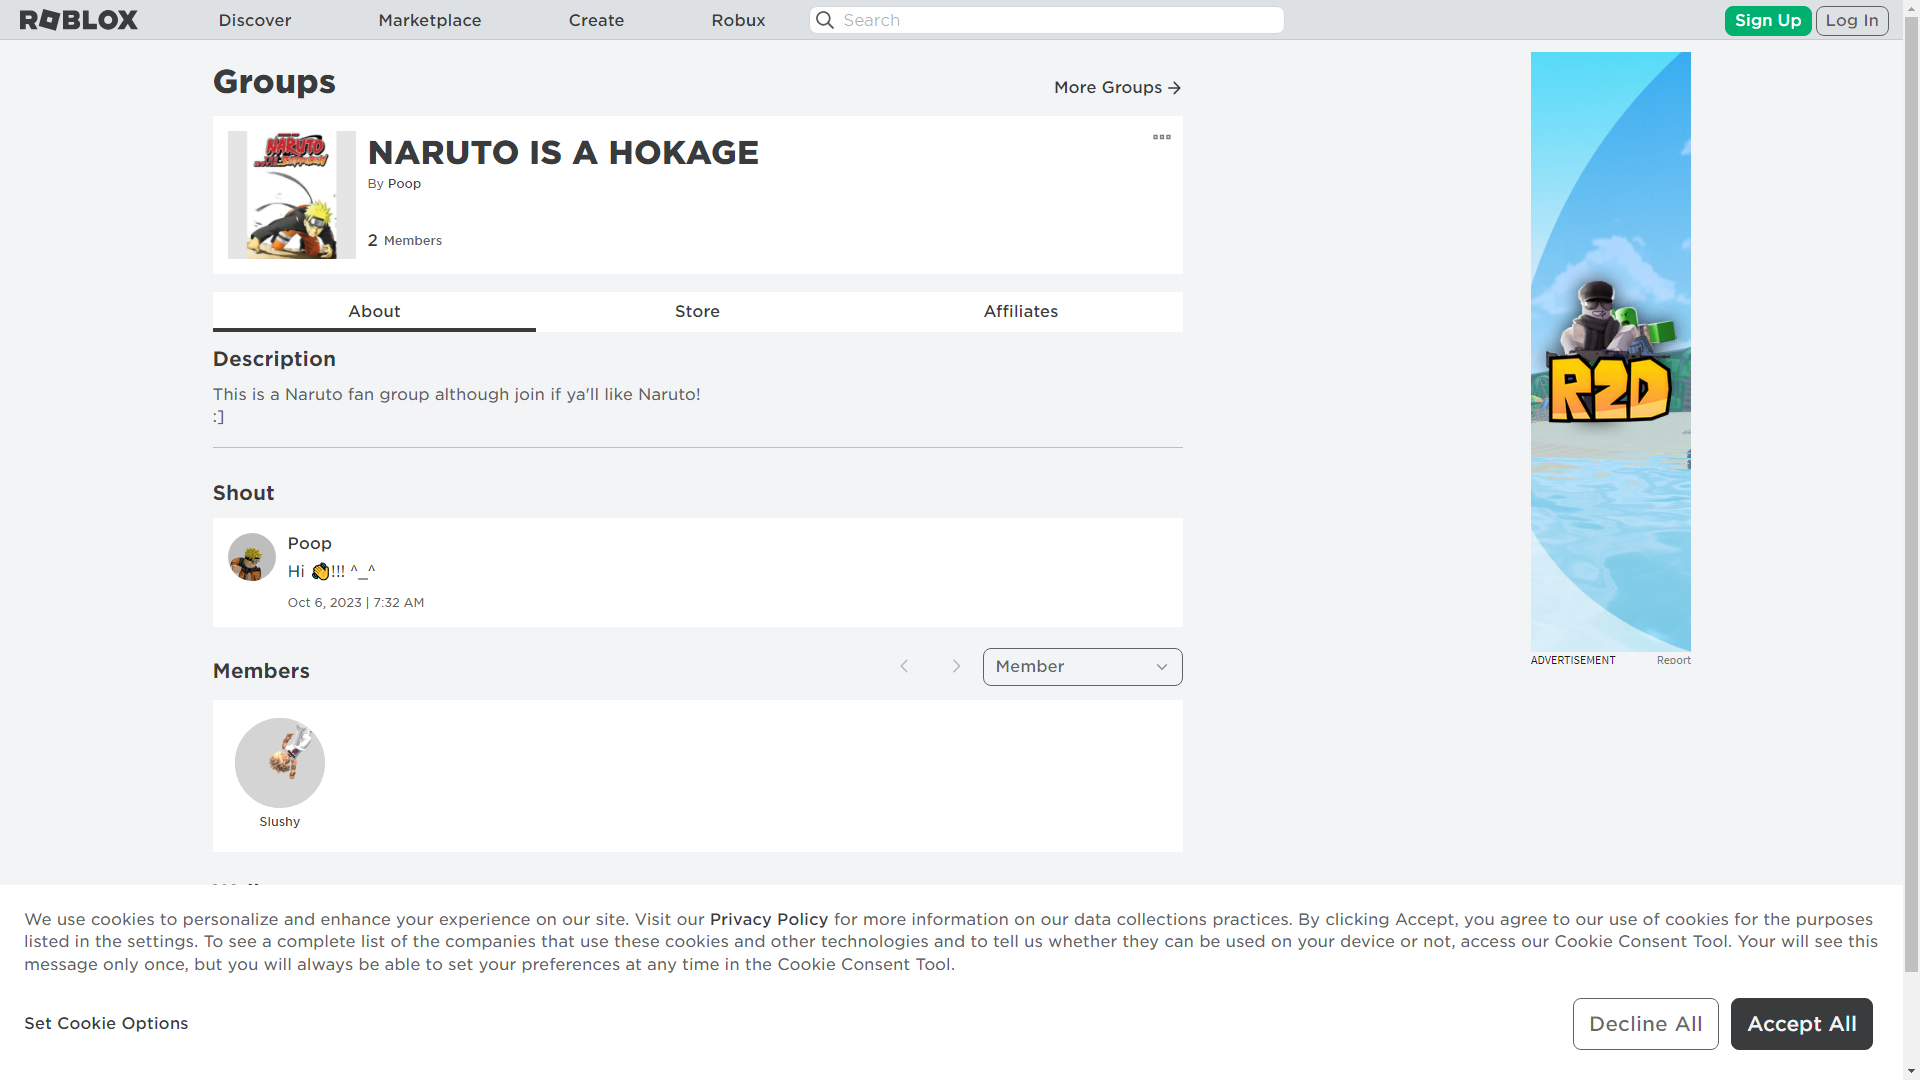 ROBLOX
Discover
Marketplace
Create
Robux
Search
Sign Up
Log In
Groups
More Groups
NARUTO
NARUTO IS A HOKAGE
By Poop
2 Members
About
Store
Affiliates
Description
This is a Naruto fan group although join if ya'll like Naruto!
:]
Shout
Poop
Hi 👏!!! ^_^
Oct 6, 2023 | 7:32 AM
Members
Member
Slushy
R2D
ADVERTISEMENT
Report
We use cookies to personalize and enhance your experience on our site. Visit our Privacy Policy for more information on our data collections practices. By clicking Accept, you agree to our use of cookies for the purposes
listed in the settings. To see a complete list of the companies that use these cookies and other technologies and to tell us whether they can be used on your device or not, access our Cookie Consent Tool. Your will see this
message only once, but you will always be able to set your preferences at any time in the Cookie Consent Tool.
Set Cookie Options
Decline All
Accept All